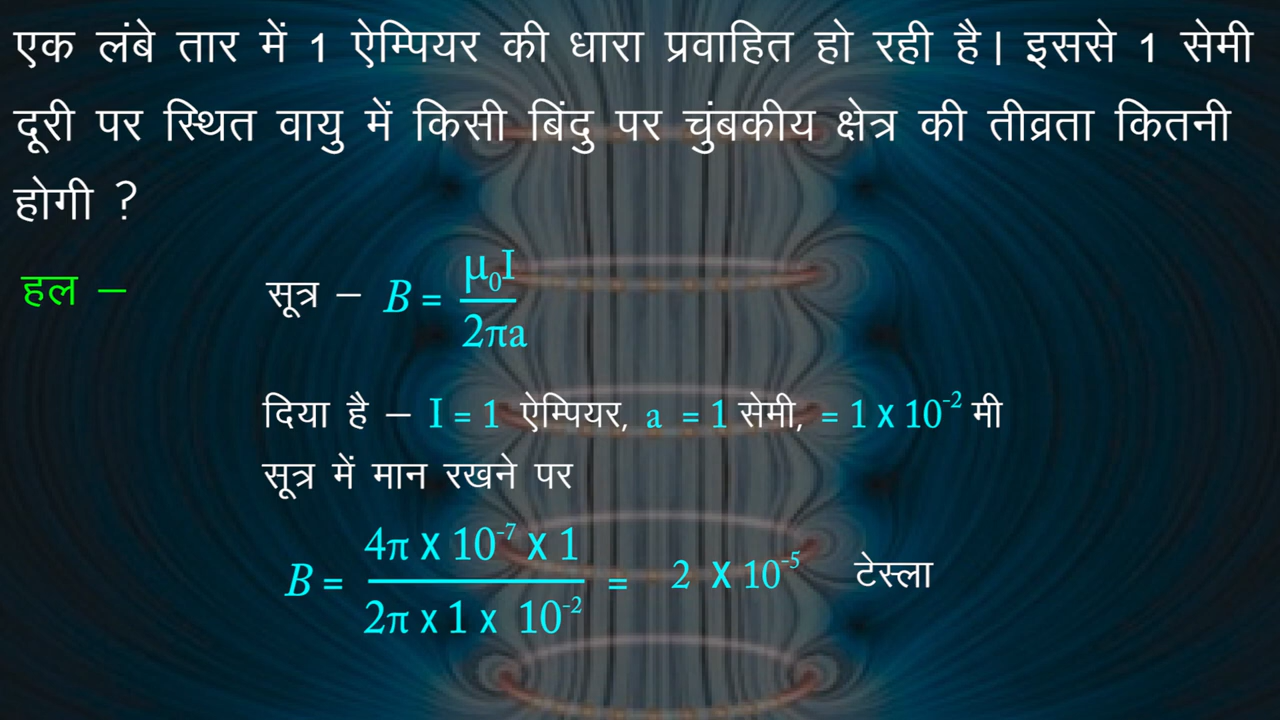 एक लंबे तार में 1 ऐम्पियर की धारा प्रवाहित हो रही है। इससे 1 सेमी
दूरी पर स्थित वायु में किसी बिंदु पर चुंबकीय क्षेत्र की तीव्रता कितनी
होगी ?
हल – सूत्र – B = μ₀I / 2πa
दिया है – I = 1 ऐम्पियर, a = 1 सेमी, = 1 x 10⁻² मी
सूत्र में मान रखने पर
B = 4π X 10⁻⁷ X 1 / 2π x 1 x 10⁻² = 2 X 10⁻⁵ टेस्ला